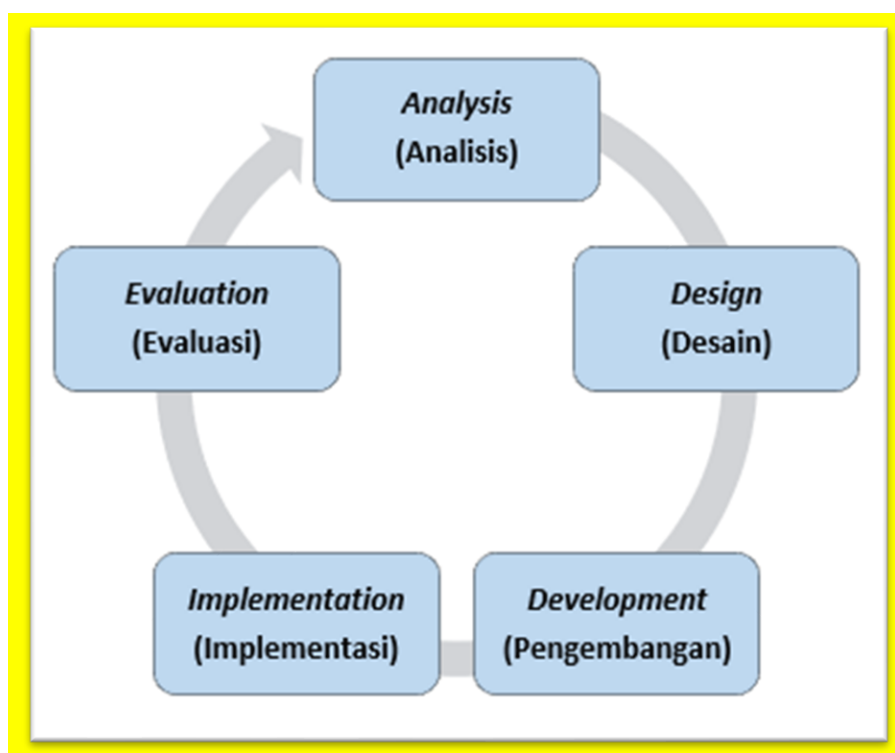 Analysis
(Analisis)
Design
(Desain)
Development
(Pengembangan)
Implementation
(Implementasi)
Evaluation
(Evaluasi)